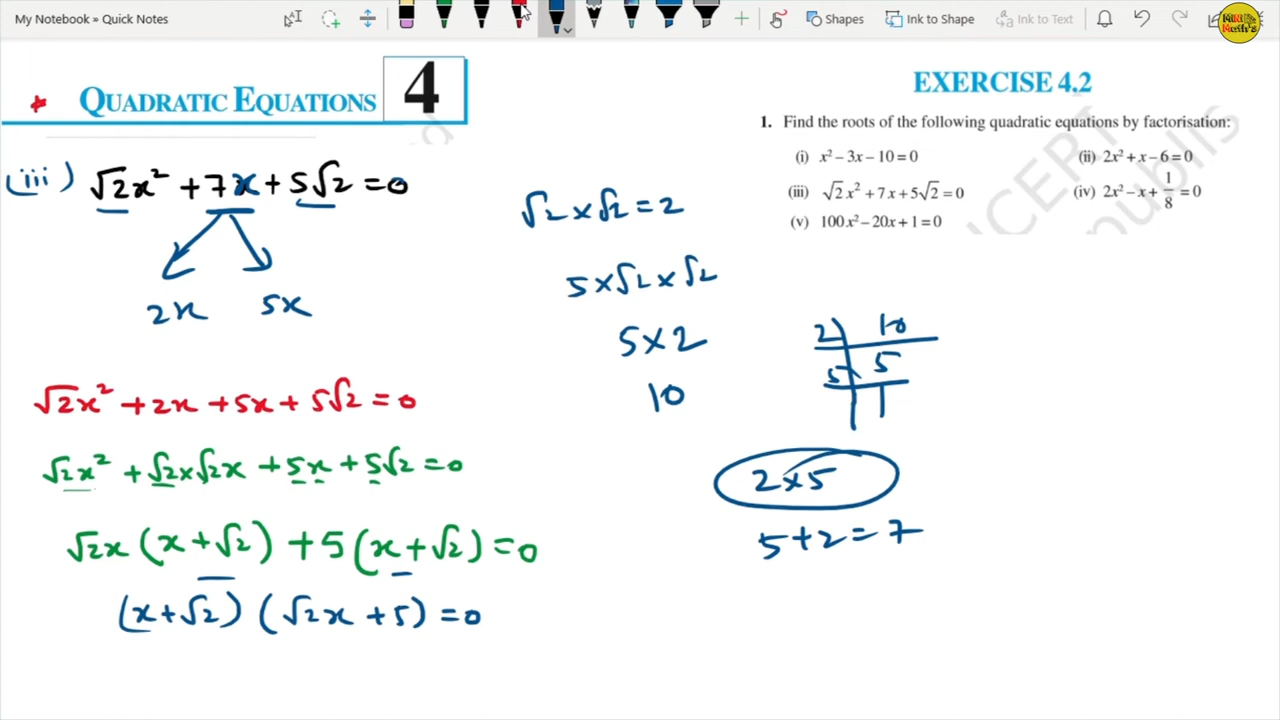 My Notebook » Quick Notes
Shapes
Ink to Shape
Ink to Text
QUADRATIC EQUATIONS 4
(iii) √2x² + 7x + 5√2 = 0
2x 5x
√2x² + 2x + 5x + 5√2 = 0
√2x² + √2×√2x + 5x + 5√2 = 0
√2x (x+√2) + 5 (x+√2) = 0
(x+√2) (√2x + 5) = 0
√2 × √2 = 2
5 × √2 × √2
5 × 2
10
2) 10
5 5
1
2 × 5
5 + 2 = 7
EXERCISE 4.2
1. Find the roots of the following quadratic equations by factorisation:
(i) x² – 3x – 10 = 0 (ii) 2x² + x – 6 = 0
(iii) √2 x² + 7x + 5√2 = 0 (iv) 2x² – x + 1/8 = 0
(v) 100x² – 20x + 1 = 0